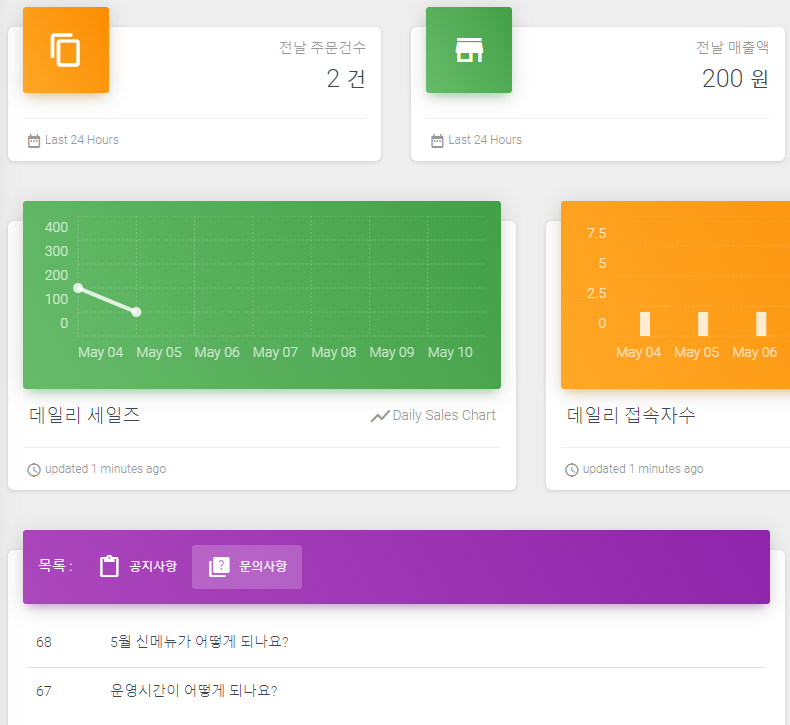 전날 주문건수
2 건
Last 24 Hours
전날 매출액
200 원
Last 24 Hours
400
300
200
100
0
May 04 May 05 May 06 May 07 May 08 May 09 May 10
데일리 세일즈
Daily Sales Chart
updated 1 minutes ago
7.5
5
2.5
0
May 04 May 05 May 06
데일리 접속자수
updated 1 minutes ago
목록 : 공지사항 문의사항
68 5월 신메뉴가 어떻게 되나요?
67 운영시간이 어떻게 되나요?